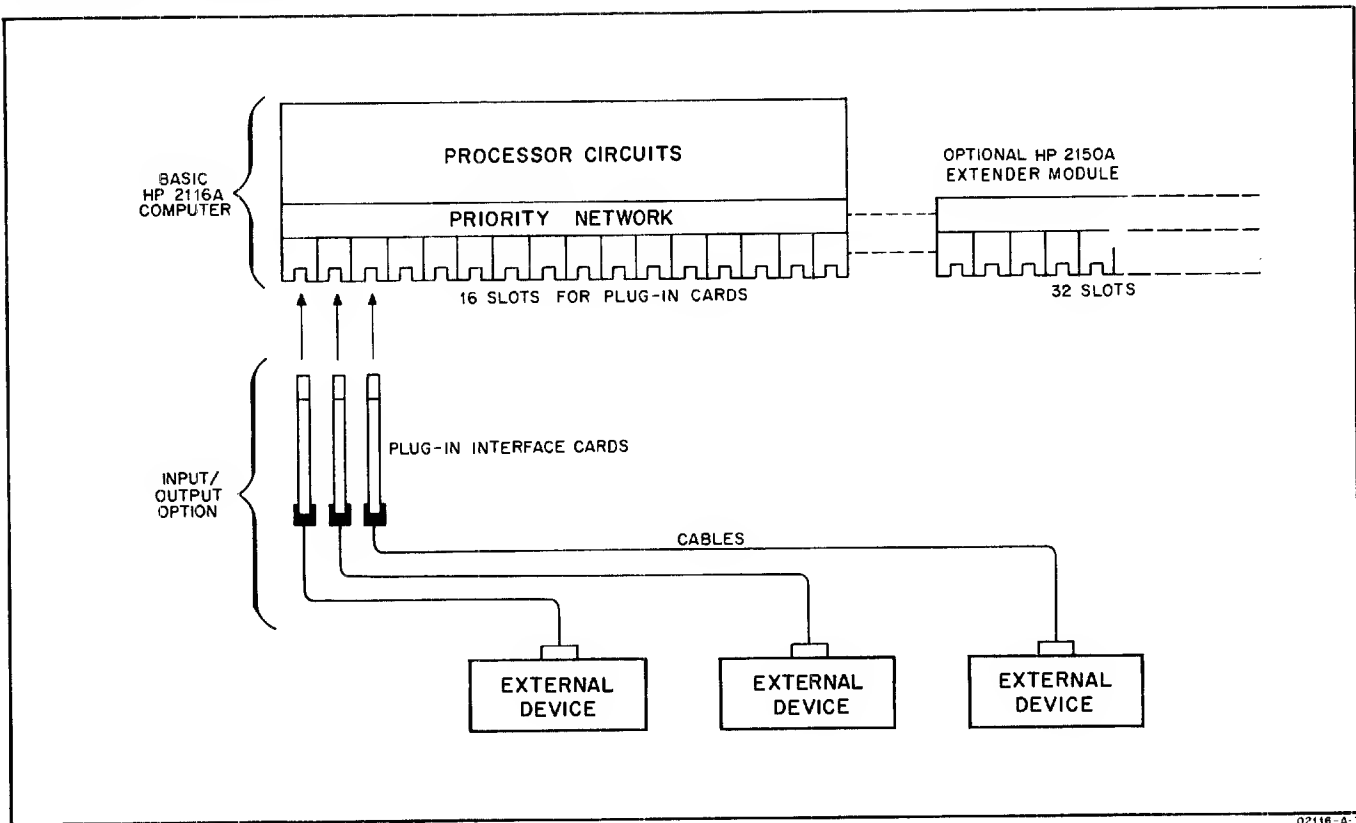 BASIC
HP 2116A
COMPUTER
PROCESSOR CIRCUITS
PRIORITY NETWORK
16 SLOTS FOR PLUG-IN CARDS
OPTIONAL HP 2150A
EXTENDER MODULE
32 SLOTS
INPUT/
OUTPUT
OPTION
PLUG-IN INTERFACE CARDS
CABLES
EXTERNAL
DEVICE
EXTERNAL
DEVICE
EXTERNAL
DEVICE
02116-A-